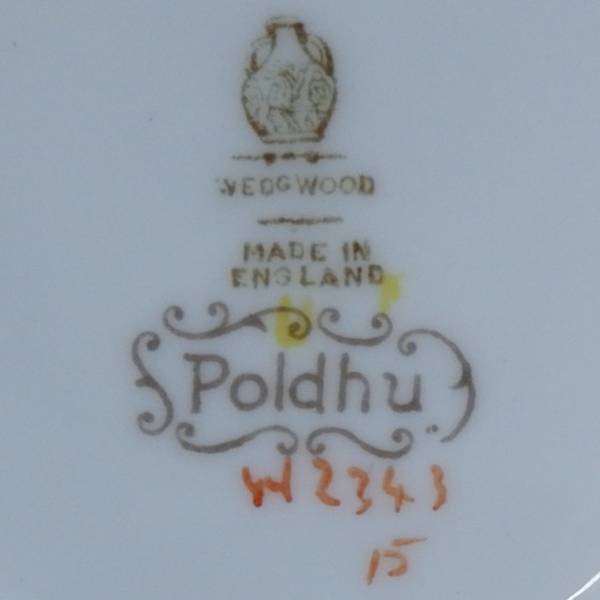 WEDGWOOD
MADE IN
ENGLAND
Poldhu
W2343
15